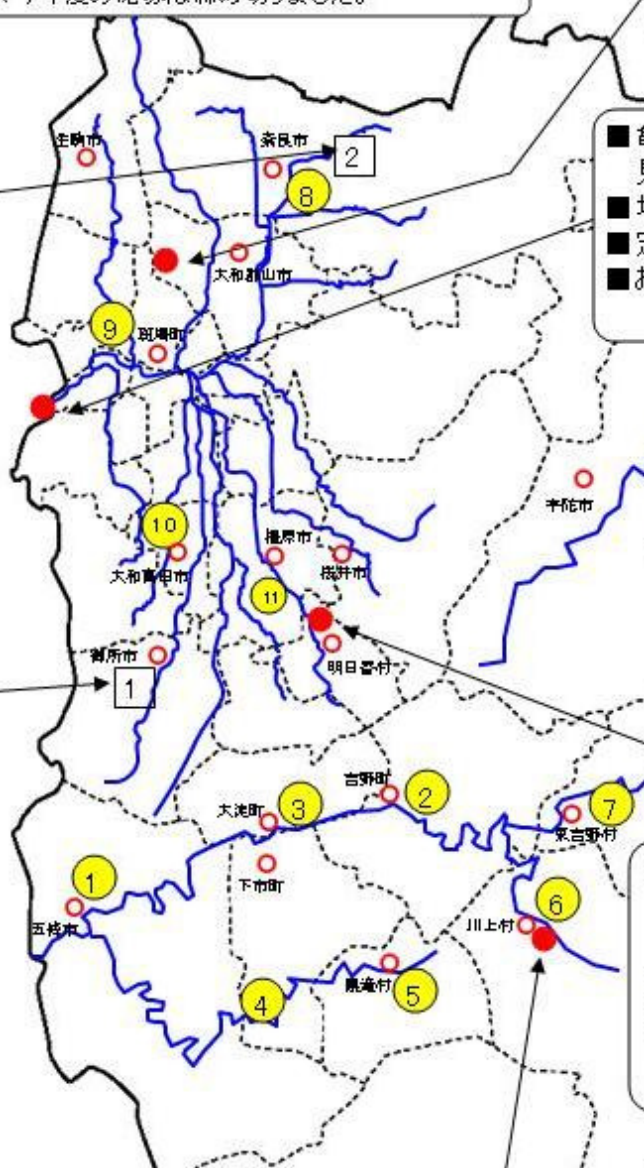 生駒市
奈良市
2
8
大和郡山市
9
斑鳩町
宇陀市
10
大和高田市
橿原市
桜井市
11
御所市
明日香村
1
吉野町
2
大淀町
3
7
東吉野村
下市町
1
五條市
6
川上村
4
黒滝村
5